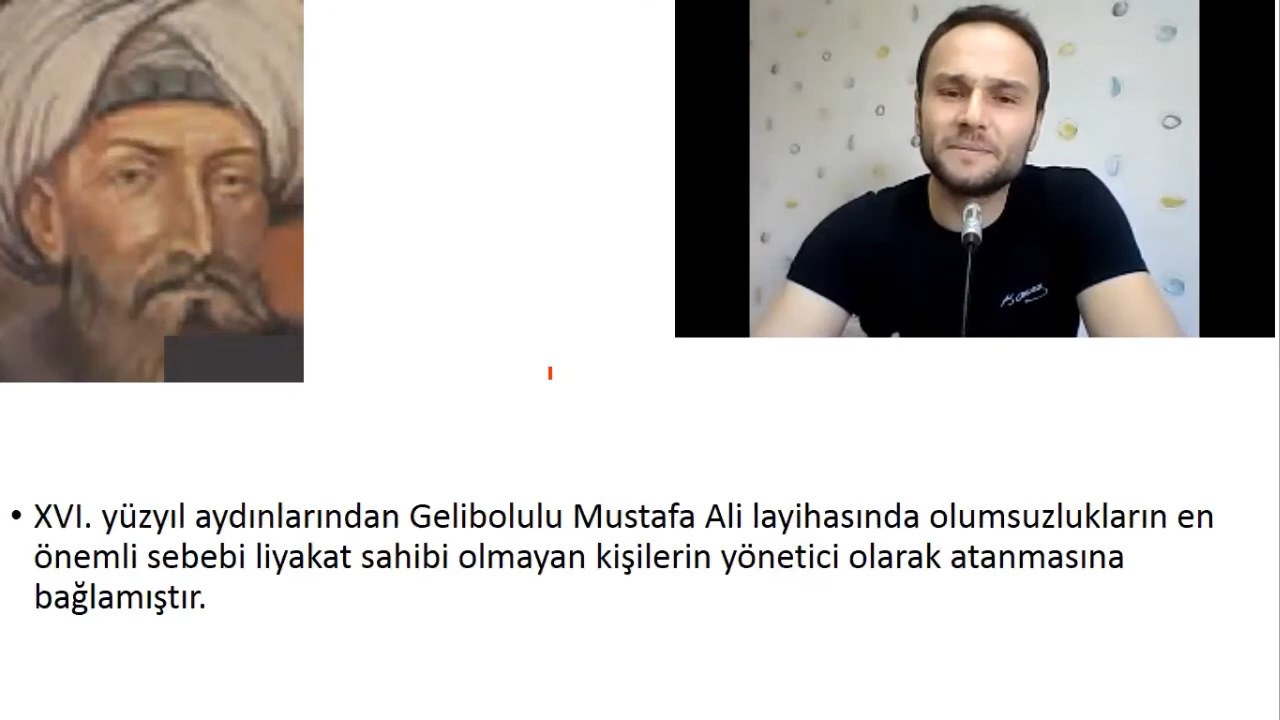 • XVI. yüzyıl aydınlarından Gelibolulu Mustafa Ali layihasında olumsuzlukların en
önemli sebebi liyakat sahibi olmayan kişilerin yönetici olarak atanmasına
bağlamıştır.